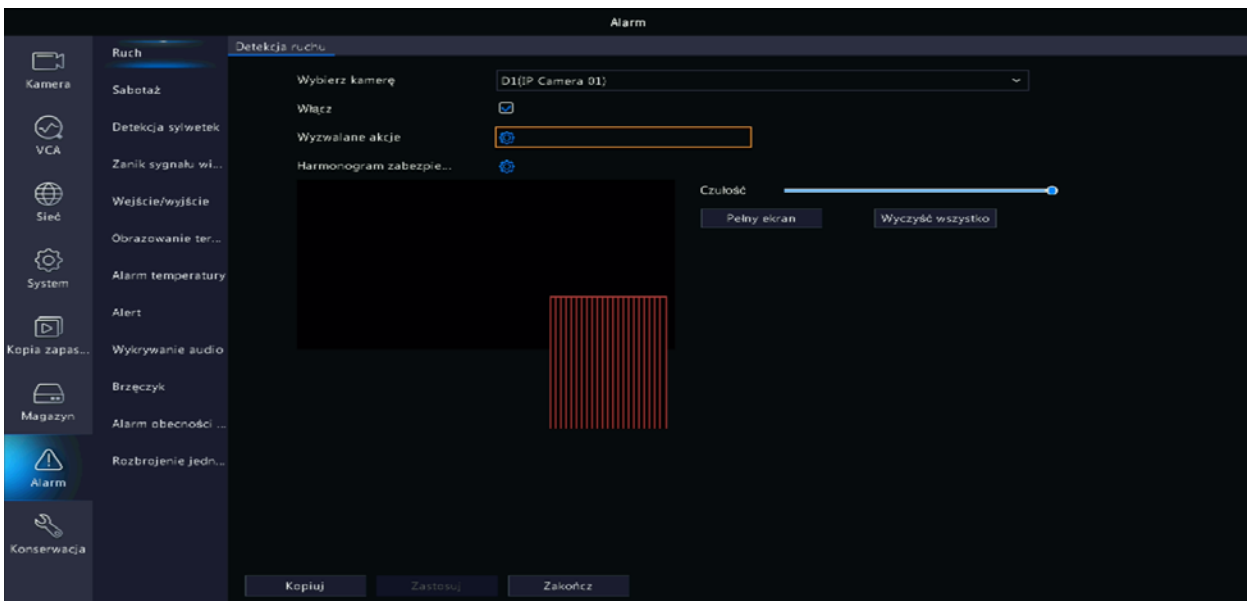 Alarm
Kamera
VCA
Sieć
System
Kopia zapas...
Magazyn
Alarm
Konserwacja
Ruch
Sabotaż
Detekcja sylwetek
Zanik sygnału wi...
Wejście/wyjście
Obrazowanie ter...
Alarm temperatury
Alert
Wykrywanie audio
Brzęczyk
Alarm obecności ...
Rozbrojenie jedn...
Detekcja ruchu
Wybierz kamerę D1(IP Camera 01)
Włącz
Wyzwalane akcje
Harmonogram zabezpie...
Czułość
Pełny ekran Wyczyść wszystko
Kopiuj Zastosuj Zakończ